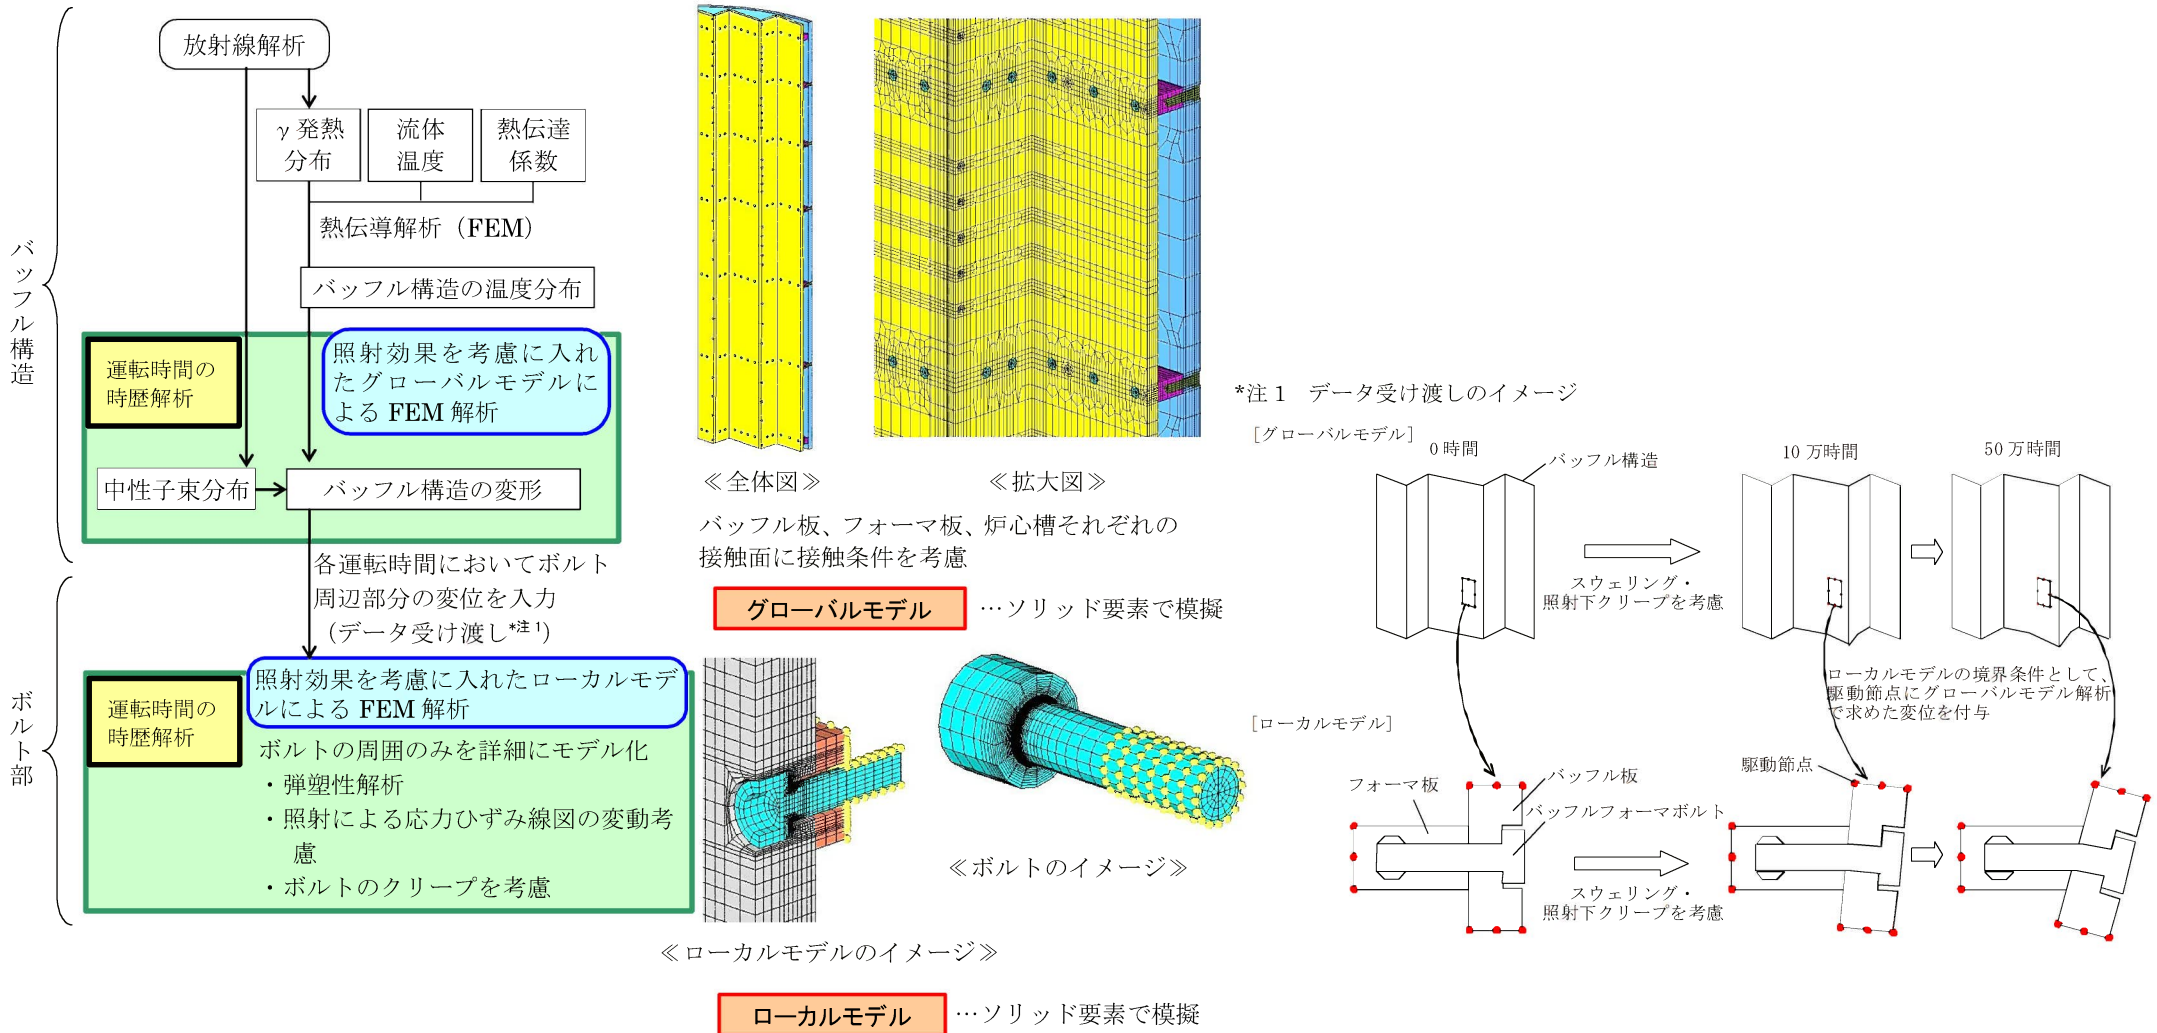 バッフル構造
放射線解析
γ発熱
分布
流体
温度
熱伝達
係数
熱伝導解析（FEM）
バッフル構造の温度分布
運転時間の
時歴解析
照射効果を考慮に入れ
たグローバルモデルに
よる FEM 解析
中性子束分布
バッフル構造の変形
各運転時間においてボルト
周辺部分の変位を入力
（データ受け渡し*注1）
ボルト部
運転時間の
時歴解析
照射効果を考慮に入れたローカルモデ
ルによる FEM 解析
ボルトの周囲のみを詳細にモデル化
・弾塑性解析
・照射による応力ひずみ線図の変動考
慮
・ボルトのクリープを考慮
≪全体図≫
≪拡大図≫
バッフル板、フォーマ板、炉心槽それぞれの
接触面に接触条件を考慮
グローバルモデル
…ソリッド要素で模擬
≪ボルトのイメージ≫
≪ローカルモデルのイメージ≫
ローカルモデル
…ソリッド要素で模擬
*注１　データ受け渡しのイメージ
［グローバルモデル］
0 時間
バッフル構造
10 万時間
50 万時間
スウェリング・
照射下クリープを考慮
ローカルモデルの境界条件として、
駆動節点にグローバルモデル解析
で求めた変位を付与
［ローカルモデル］
フォーマ板
バッフル板
バッフルフォーマボルト
駆動節点
スウェリング・
照射下クリープを考慮